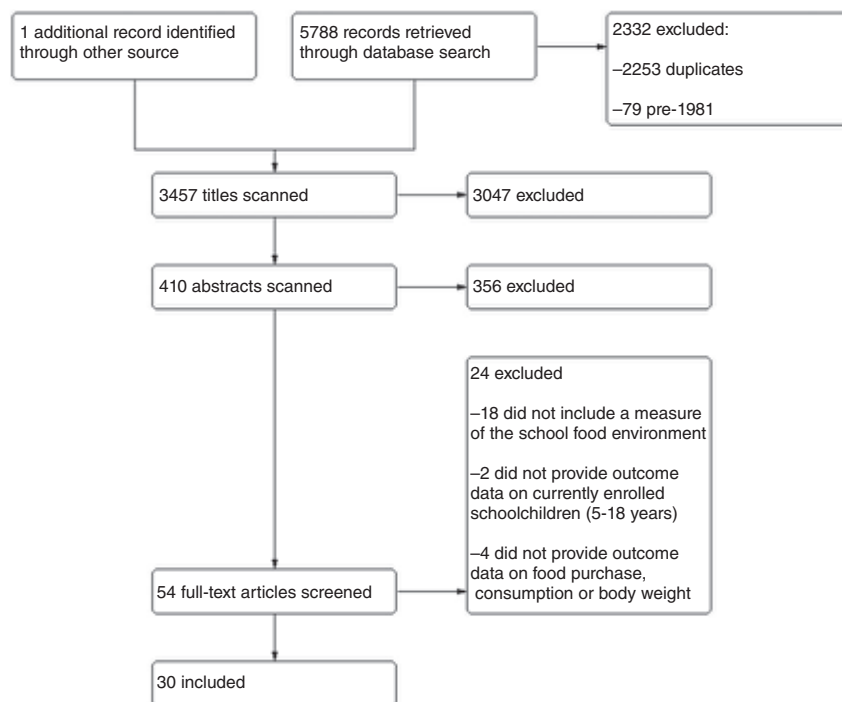 1 additional record identified
through other source
5788 records retrieved
through database search
2332 excluded:
–2253 duplicates
–79 pre-1981
3457 titles scanned
3047 excluded
410 abstracts scanned
356 excluded
24 excluded
–18 did not include a measure
of the school food environment
–2 did not provide outcome
data on currently enrolled
schoolchildren (5-18 years)
–4 did not provide outcome
data on food purchase,
consumption or body weight
54 full-text articles screened
30 included